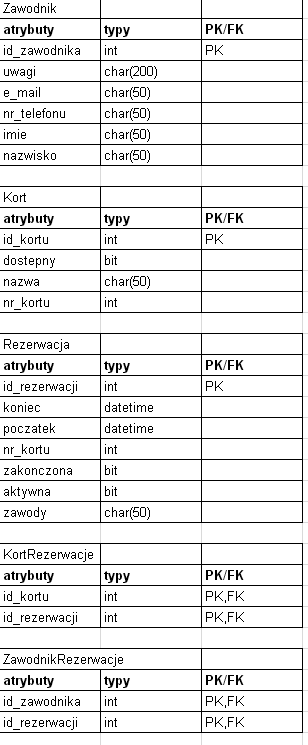 Zawodnik
atrybuty typy PK/FK
id_zawodnika int PK
uwagi char(200)
e_mail char(50)
nr_telefonu char(50)
imie char(50)
nazwisko char(50)
Kort
atrybuty typy PK/FK
id_kortu int PK
dostepny bit
nazwa char(50)
nr_kortu int
Rezerwacja
atrybuty typy PK/FK
id_rezerwacji int PK
koniec datetime
poczatek datetime
nr_kortu int
zakonczona bit
aktywna bit
zawody char(50)
KortRezerwacje
atrybuty typy PK/FK
id_kortu int PK,FK
id_rezerwacji int PK,FK
ZawodnikRezerwacje
atrybuty typy PK/FK
id_zawodnika int PK,FK
id_rezerwacji int PK,FK